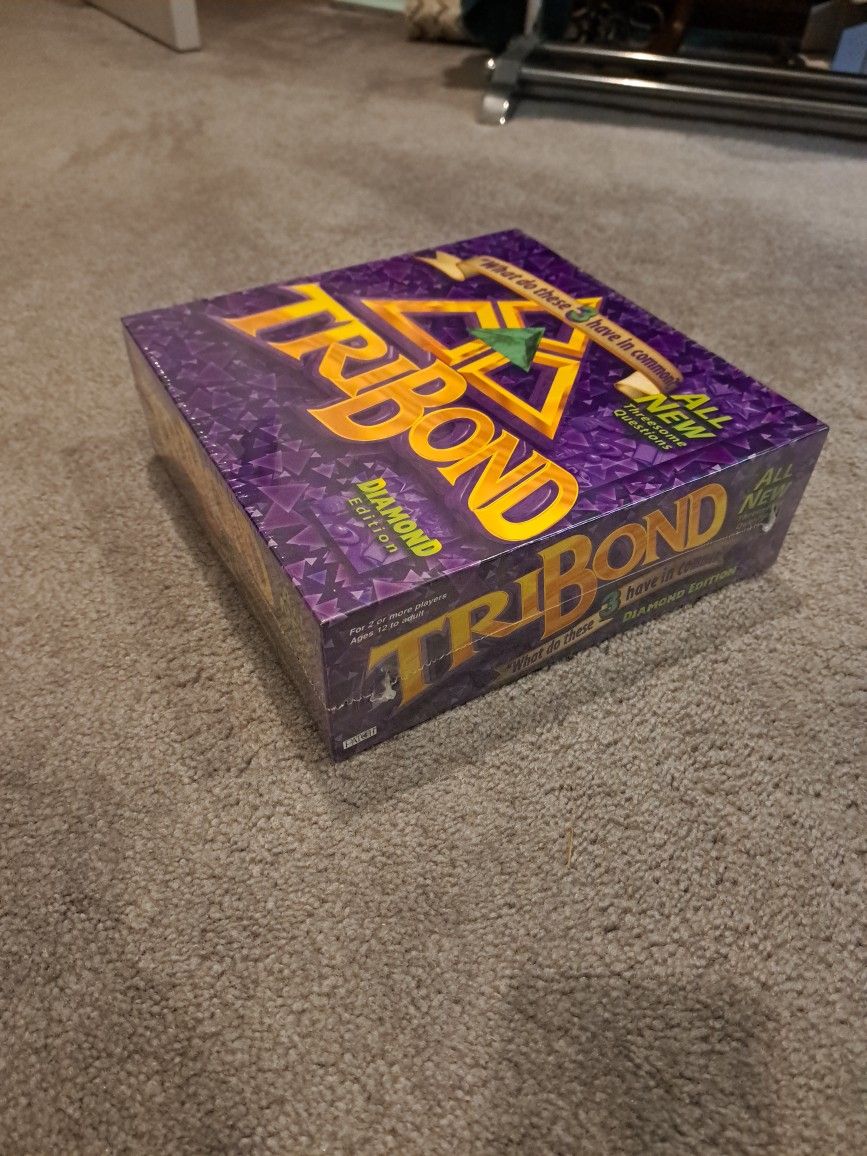 "What do these 3 have in common?"
TRIBOND
ALL
NEW
Threesome
Questions
DIAMOND
Edition
For 2 or more players
Ages 12 to adult
TRIBOND
"What do these 3 have in common
DIAMOND EDITION
ALL
NEW
PATCH